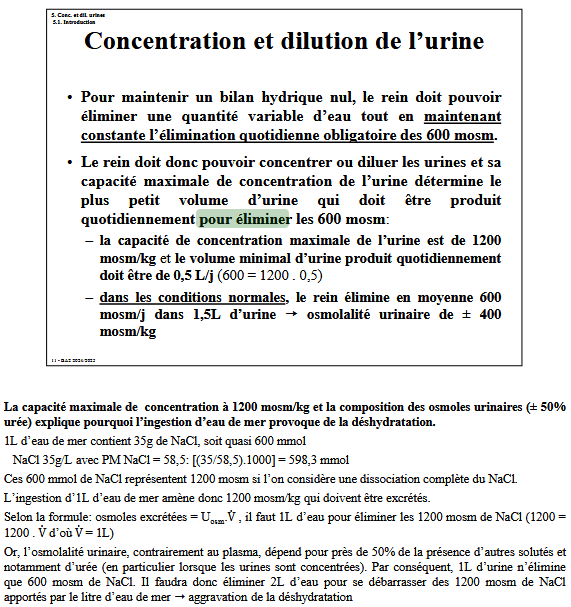 5. Conc. et dil. urines
5.1. Introduction
Concentration et dilution de l'urine
• Pour maintenir un bilan hydrique nul, le rein doit pouvoir
éliminer une quantité variable d'eau tout en maintenant
constante l'élimination quotidienne obligatoire des 600 mosm.
• Le rein doit donc pouvoir concentrer ou diluer les urines et sa
capacité maximale de concentration de l'urine détermine le
plus petit volume d'urine qui doit être produit
quotidiennement pour éliminer les 600 mosm:
– la capacité de concentration maximale de l'urine est de 1200
mosm/kg et le volume minimal d'urine produit quotidiennement
doit être de 0,5 L/j (600 = 1200 . 0,5)
– dans les conditions normales, le rein élimine en moyenne 600
mosm/j dans 1,5L d'urine → osmolalité urinaire de ± 400
mosm/kg
11 - BA2 2024/2025
La capacité maximale de concentration à 1200 mosm/kg et la composition des osmoles urinaires (± 50%
urée) explique pourquoi l'ingestion d'eau de mer provoque de la déshydratation.
1L d'eau de mer contient 35g de NaCl, soit quasi 600 mmol
NaCl 35g/L avec PM NaCl = 58,5: [(35/58,5).1000] = 598,3 mmol
Ces 600 mmol de NaCl représentent 1200 mosm si l'on considère une dissociation complète du NaCl.
L'ingestion d'1L d'eau de mer amène donc 1200 mosm/kg qui doivent être excrétés.
Selon la formule: osmoles excrétées = Uosm.V̇ , il faut 1L d'eau pour éliminer les 1200 mosm de NaCl (1200 =
1200 . V̇ d'où V̇ = 1L)
Or, l'osmolalité urinaire, contrairement au plasma, dépend pour près de 50% de la présence d'autres solutés et
notamment d'urée (en particulier lorsque les urines sont concentrées). Par conséquent, 1L d'urine n'élimine
que 600 mosm de NaCl. Il faudra donc éliminer 2L d'eau pour se débarrasser des 1200 mosm de NaCl
apportés par le litre d'eau de mer → aggravation de la déshydratation